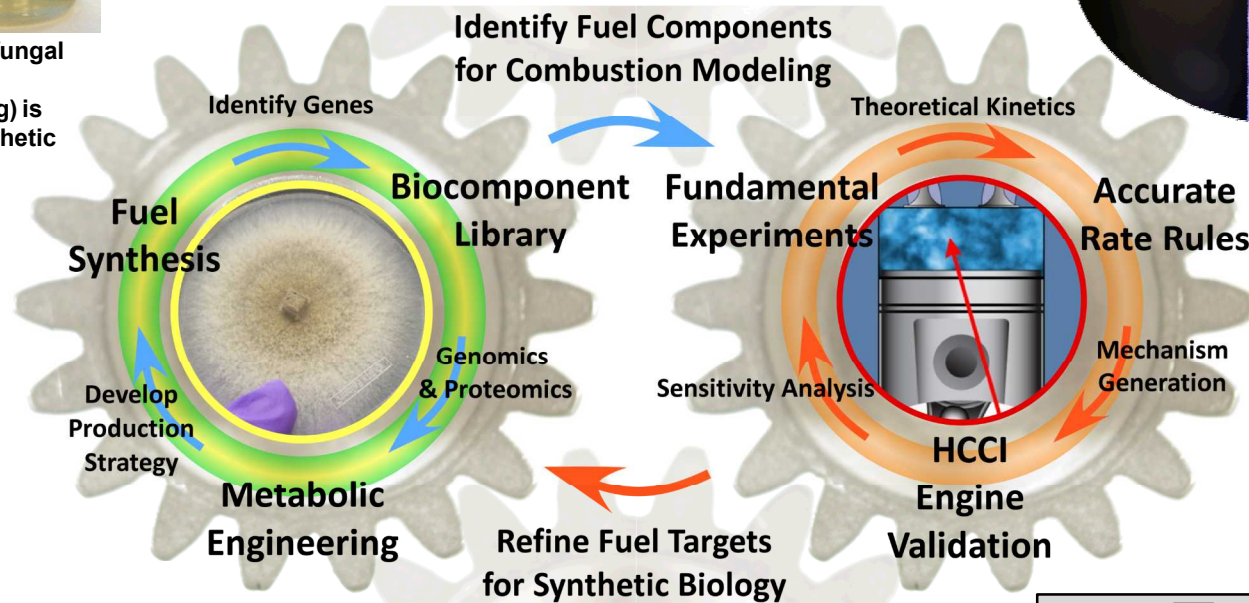 ungal
g) is
hetic
Identify Fuel Components
for Combustion Modeling
Identify Genes
Biocomponent
Library
Fuel
Synthesis
Genomics
& Proteomics
Develop
Production
Strategy
Metabolic
Engineering
Theoretical Kinetics
Fundamental
Experiments
Accurate
Rate Rules
Mechanism
Generation
Sensitivity Analysis
HCCI
Engine
Validation
Refine Fuel Targets
for Synthetic Biology